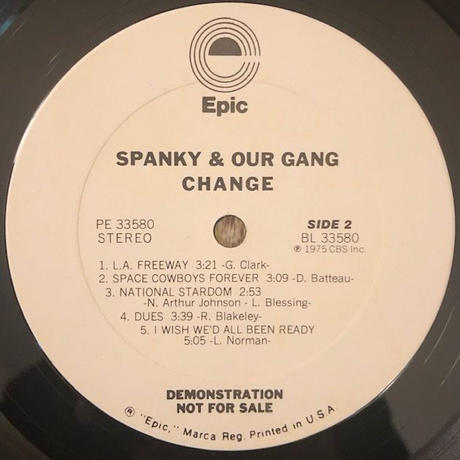 Epic
SPANKY & OUR GANG
CHANGE
PE 33580
STEREO
SIDE 2
BL 33580
℗ 1975 CBS Inc.
1. L.A. FREEWAY 3:21 -G. Clark-
2. SPACE COWBOYS FOREVER 3:09 -D. Batteau-
3. NATIONAL STARDOM 2:53
-N. Arthur Johnson - L. Blessing-
4. DUES 3:39 -R. Blakeley-
5. I WISH WE'D ALL BEEN READY
5:05 -L. Norman-
DEMONSTRATION
NOT FOR SALE
® "Epic," Marca Reg. Printed in U.S.A.